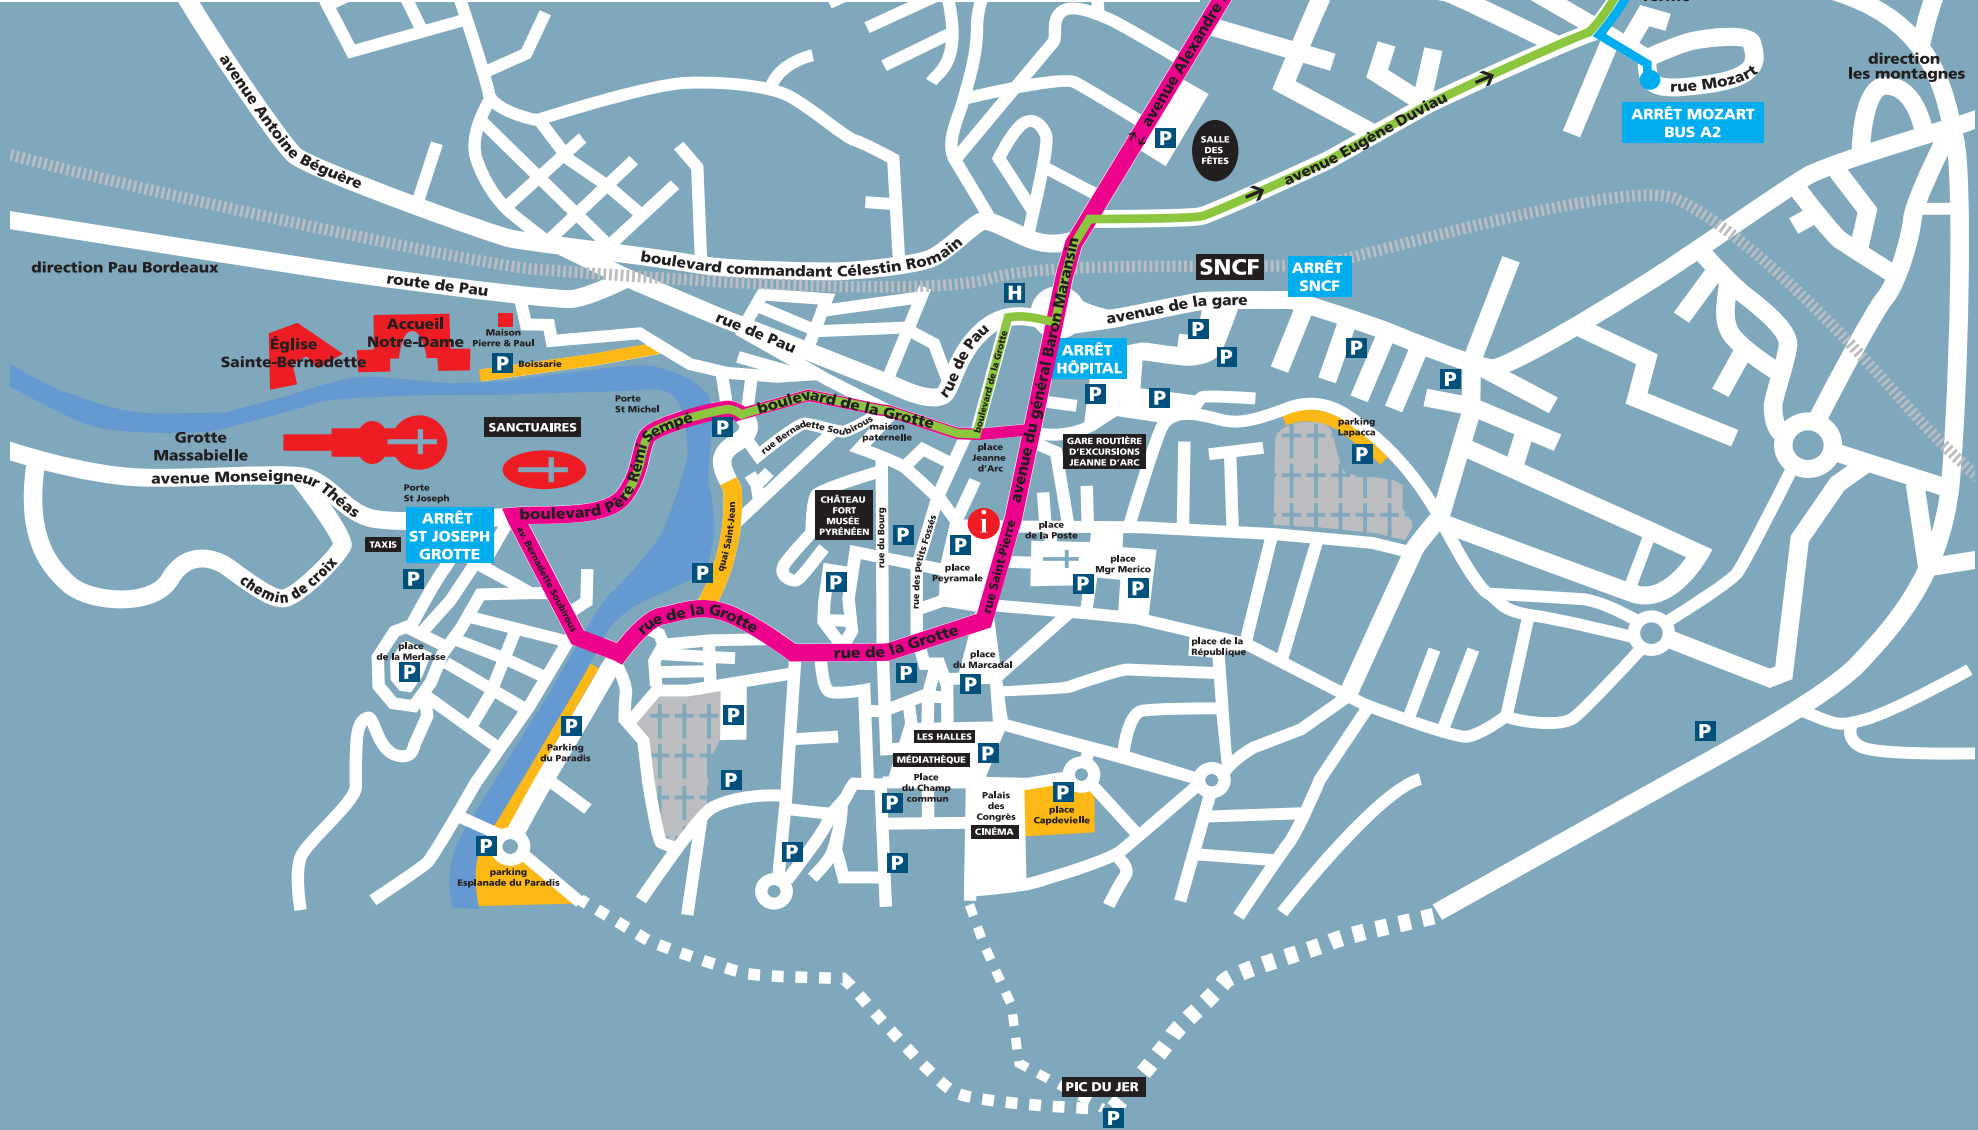 avenue Alexandre
direction
les montagnes
rue Mozart
ARRÊT MOZART
BUS A2
avenue Antoine Béguère
P
SALLE
DES
FÊTES
avenue Eugène Duviau
boulevard commandant Célestin Romain
direction Pau Bordeaux
route de Pau
SNCF
ARRÊT
SNCF
H
avenue de la gare
rue de Pau
rue de Pau
avenue du général Baron Maransin
boulevard de la Grotte
Église
Sainte-Bernadette
Accueil
Notre-Dame
Maison
Pierre & Paul
P
Boissarie
ARRÊT
HÔPITAL
P
P
P
P
P
P
Porte
St Michel
SANCTUAIRES
boulevard Père Rémi Sempé
P
boulevard de la Grotte
rue Bernadette Soubirous
maison
paternelle
place
Jeanne
d'Arc
GARE ROUTIÈRE
D'EXCURSIONS
JEANNE D'ARC
parking
Lapacca
P
Grotte
Massabielle
avenue Monseigneur Théas
Porte
St Joseph
ARRÊT
ST JOSEPH
GROTTE
TAXIS
P
chemin de croix
av. Bernadette Soubirous
quai Saint-Jean
P
CHÂTEAU
FORT
MUSÉE
PYRÉNÉEN
rue du Bourg
P
rue des petits Fossés
P
i
place
Peyramale
rue Saint-Pierre
place
de la Poste
place
Mgr Merico
P
P
P
rue de la Grotte
rue de la Grotte
place
de la Merlasse
P
place de la
République
place
du Marcadal
P
P
P
P
P
Parking
du Paradis
LES HALLES
MÉDIATHÈQUE
P
Place
du Champ
commun
P
Palais
des
Congrès
CINÉMA
P
place
Capdevielle
P
P
P
parking
Esplanade du Paradis
P
PIC DU JER
P